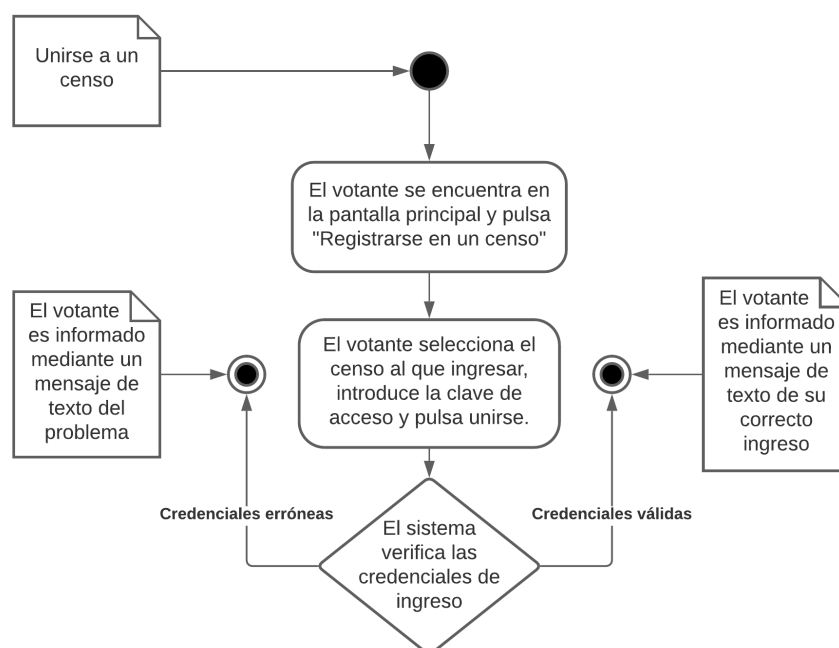 Unirse a un
censo
El votante se encuentra en
la pantalla principal y pulsa
"Registrarse en un censo"
El votante
es informado
mediante un
mensaje de
texto del
problema
El votante selecciona el
censo al que ingresar,
introduce la clave de
acceso y pulsa unirse.
El votante
es informado
mediante un
mensaje de
texto de su
correcto
ingreso
Credenciales erróneas
Credenciales válidas
El sistema
verifica las
credenciales de
ingreso